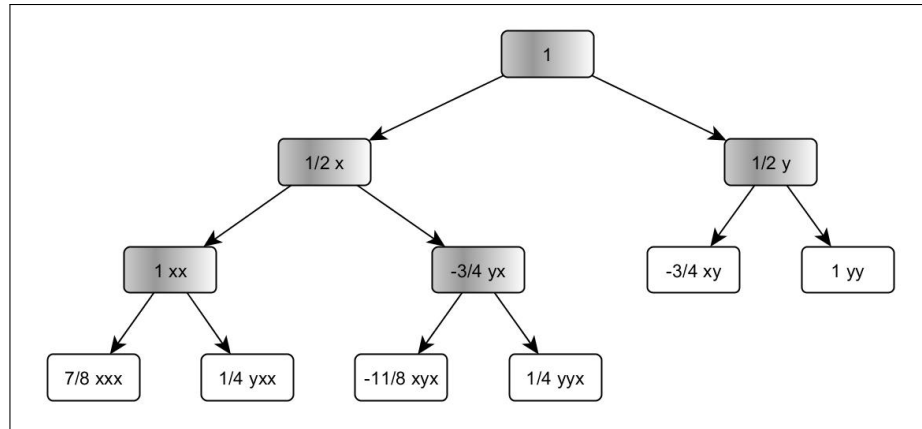 1
1/2 x
1/2 y
1 xx
-3/4 yx
-3/4 xy
1 yy
7/8 xxx
1/4 yxx
-11/8 xyx
1/4 yyx